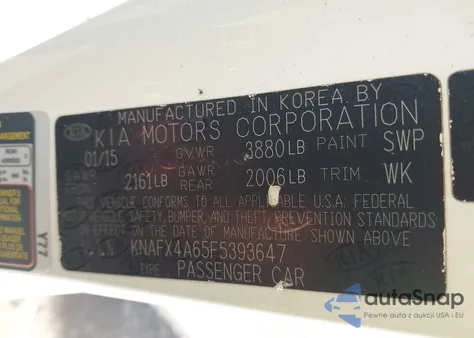 MANUFACTURED IN KOREA BY
KIA MOTORS CORPORATION
01/15 GVWR 3880LB PAINT SWP
GAWR FRONT 2161LB GAWR REAR 2006LB TRIM WK
THIS VEHICLE CONFORMS TO ALL APPLICABLE U.S.A. FEDERAL
VEHICLE SAFETY, BUMPER, AND THEFT PREVENTION STANDARDS
IN EFFECT ON THE DATE OF MANUFACTURE SHOWN ABOVE
KNAFX4A65F5393647
TYPE: PASSENGER CAR
Y77
KIA
autoSnap
Pewne auta z aukcji USA i EU